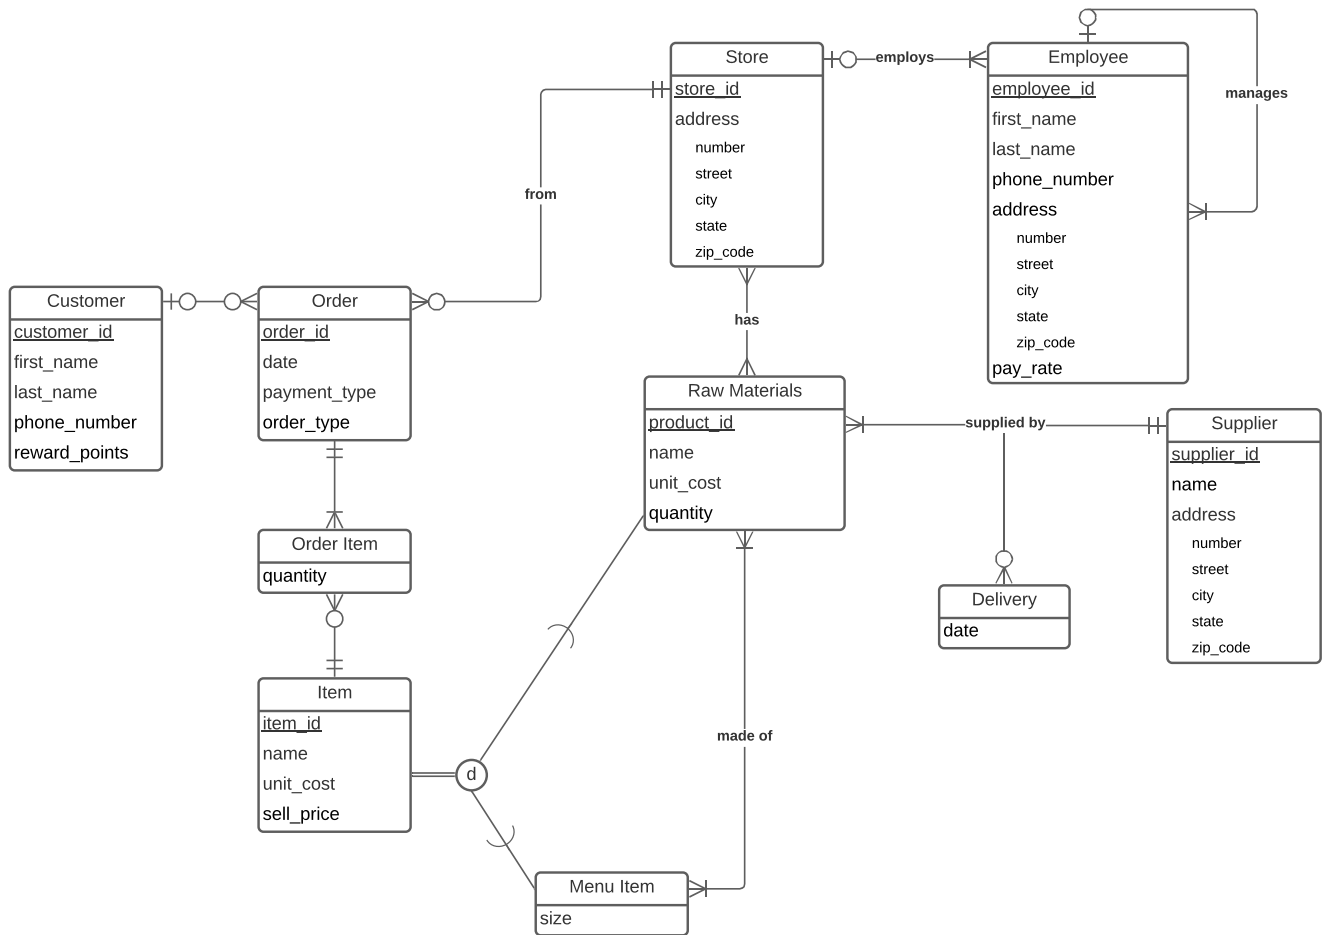 Store
store_id
address
number
street
city
state
zip_code
employs
Employee
employee_id
first_name
last_name
phone_number
address
number
street
city
state
zip_code
pay_rate
manages
from
has
Customer
customer_id
first_name
last_name
phone_number
reward_points
Order
order_id
date
payment_type
order_type
Raw Materials
product_id
name
unit_cost
quantity
supplied by
Supplier
supplier_id
name
address
number
street
city
state
zip_code
Order Item
quantity
Delivery
date
Item
item_id
name
unit_cost
sell_price
d
made of
Menu Item
size